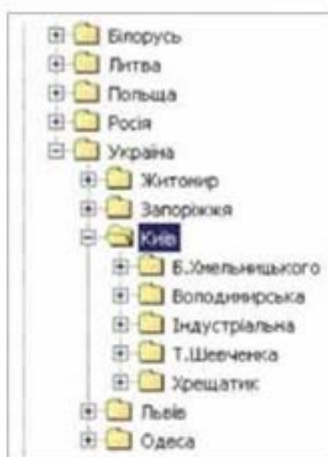 Білорусь
Литва
Польща
Росія
Україна
Житомир
Запоріжжя
Київ
Б.Хмельницького
Володимирська
Індустріальна
Т.Шевченка
Хрещатик
Львів
Одеса